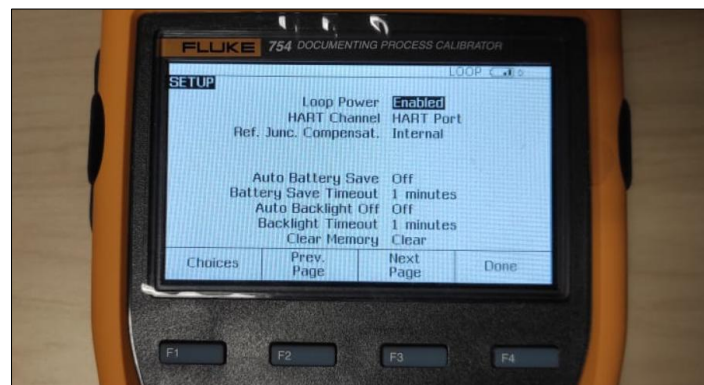 FLUKE 754 DOCUMENTING PROCESS CALIBRATOR
LOOP
SETUP
Loop Power Enabled
HART Channel HART Port
Ref. Junc. Compensat. Internal
Auto Battery Save Off
Battery Save Timeout 1 minutes
Auto Backlight Off Off
Backlight Timeout 1 minutes
Clear Memory Clear
Choices Prev. Page Next Page Done
F1 F2 F3 F4